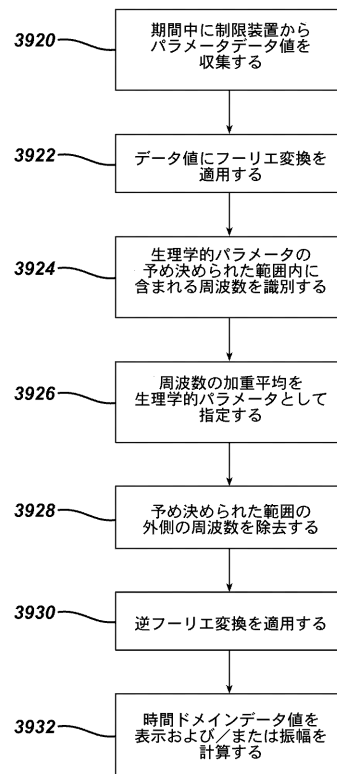 3920
期間中に制限装置から
パラメータデータ値を
収集する
3922
データ値にフーリエ変換を
適用する
3924
生理学的パラメータの
予め決められた範囲内に
含まれる周波数を識別する
3926
周波数の加重平均を
生理学的パラメータとして
指定する
3928
予め決められた範囲の
外側の周波数を除去する
3930
逆フーリエ変換を適用する
3932
時間ドメインデータ値を
表示および／または振幅を
計算する